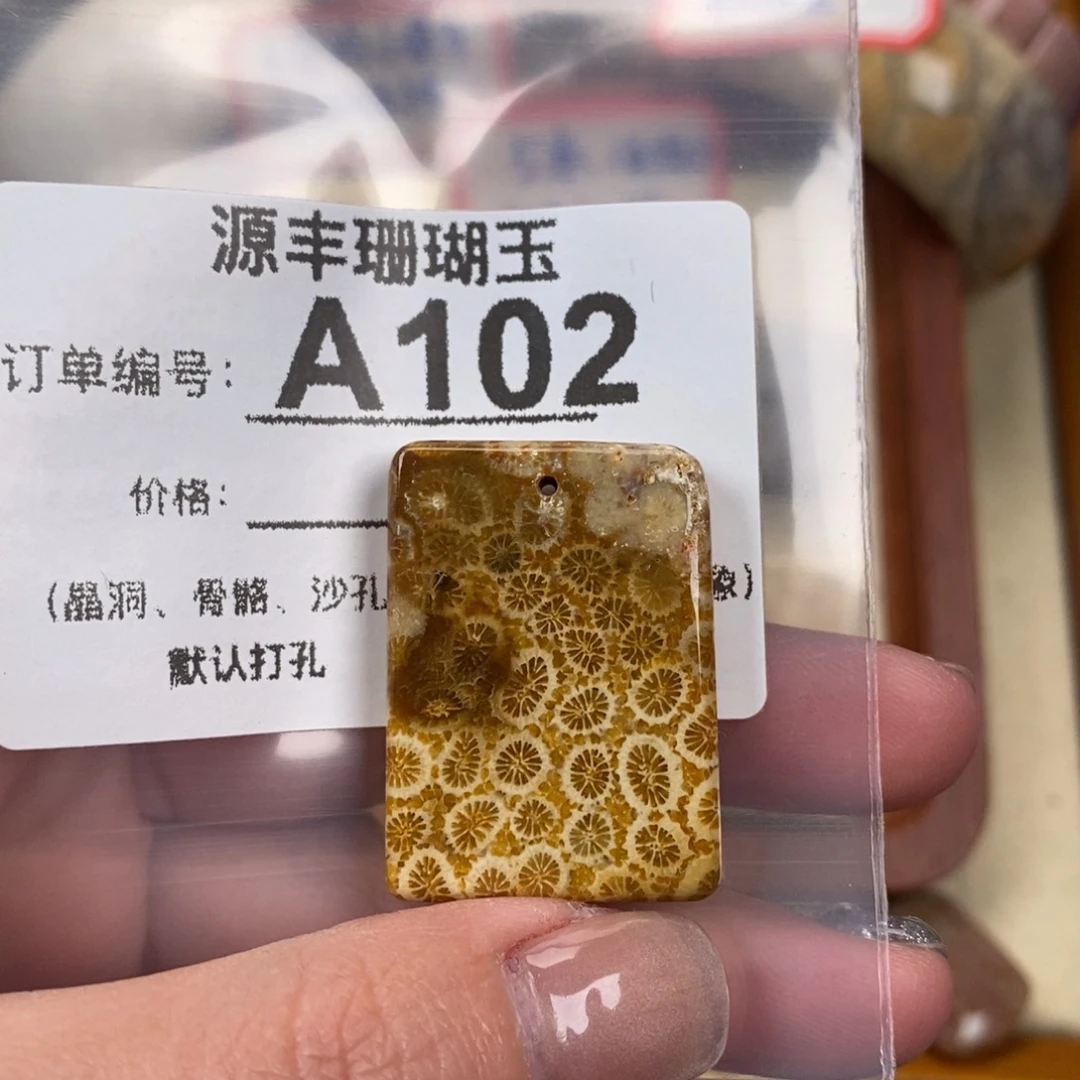 源丰珊瑚玉
订单编号: A102
价格:
(晶洞、骨骼、沙孔
默认打孔